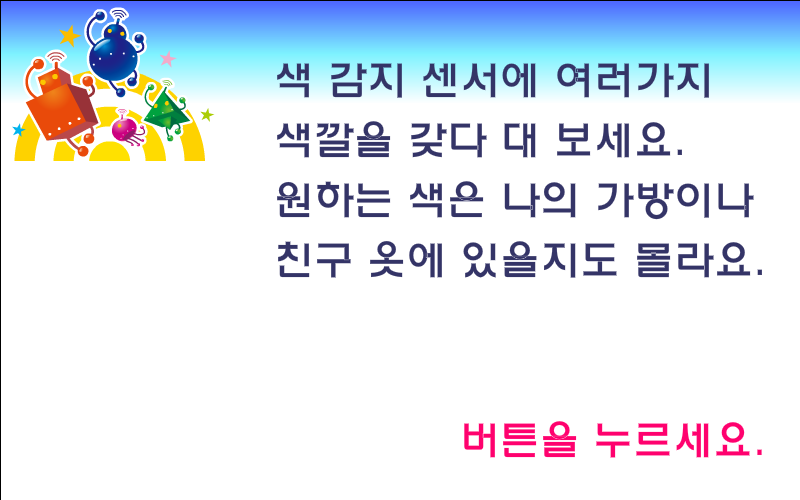 색 감지 센서에 여러가지
색깔을 갖다 대 보세요.
원하는 색은 나의 가방이나
친구 옷에 있을지도 몰라요.
버튼을 누르세요.